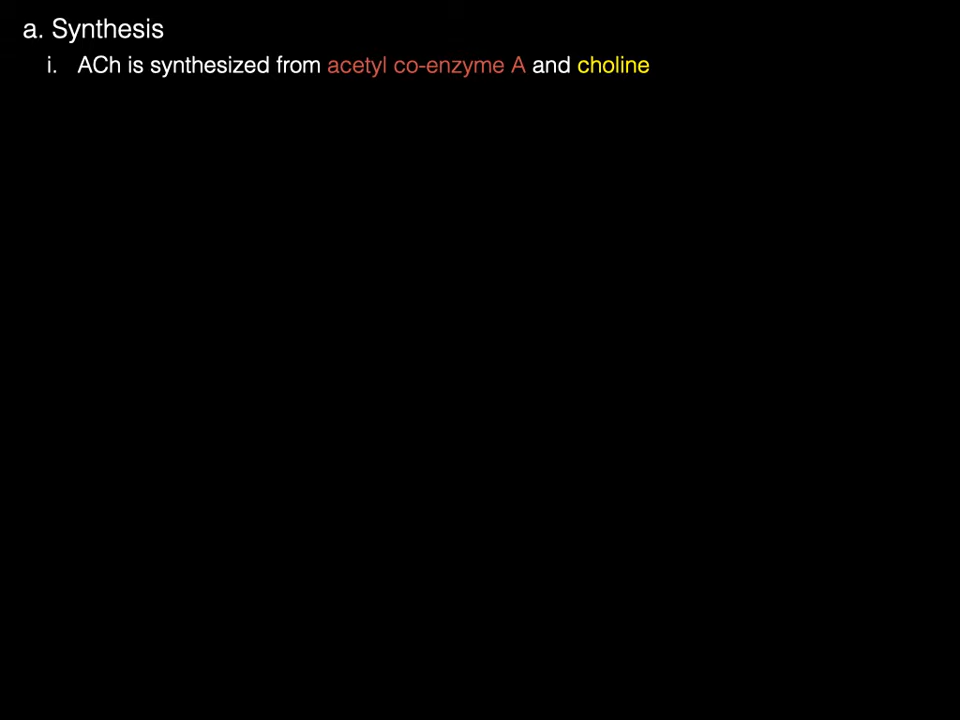 a. Synthesis
i. ACh is synthesized from acetyl co-enzyme A and choline